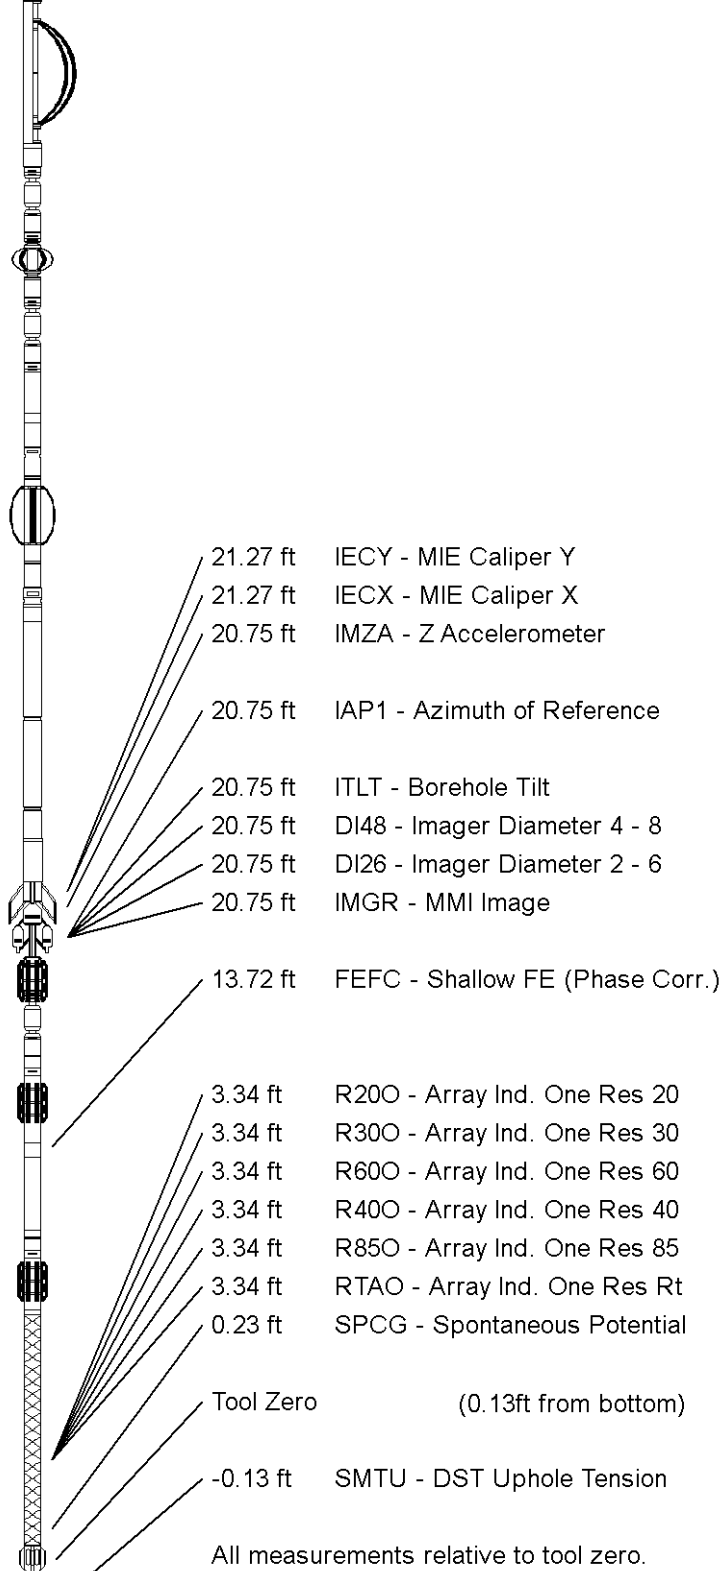 21.27 ft IECY - MIE Caliper Y
21.27 ft IECX - MIE Caliper X
20.75 ft IMZA - Z Accelerometer
20.75 ft IAP1 - Azimuth of Reference
20.75 ft ITLT - Borehole Tilt
20.75 ft DI48 - Imager Diameter 4 - 8
20.75 ft DI26 - Imager Diameter 2 - 6
20.75 ft IMGR - MMI Image
13.72 ft FEFC - Shallow FE (Phase Corr.)
3.34 ft R20O - Array Ind. One Res 20
3.34 ft R30O - Array Ind. One Res 30
3.34 ft R60O - Array Ind. One Res 60
3.34 ft R40O - Array Ind. One Res 40
3.34 ft R85O - Array Ind. One Res 85
3.34 ft RTAO - Array Ind. One Res Rt
0.23 ft SPCG - Spontaneous Potential
Tool Zero (0.13ft from bottom)
-0.13 ft SMTU - DST Uphole Tension
All measurements relative to tool zero.